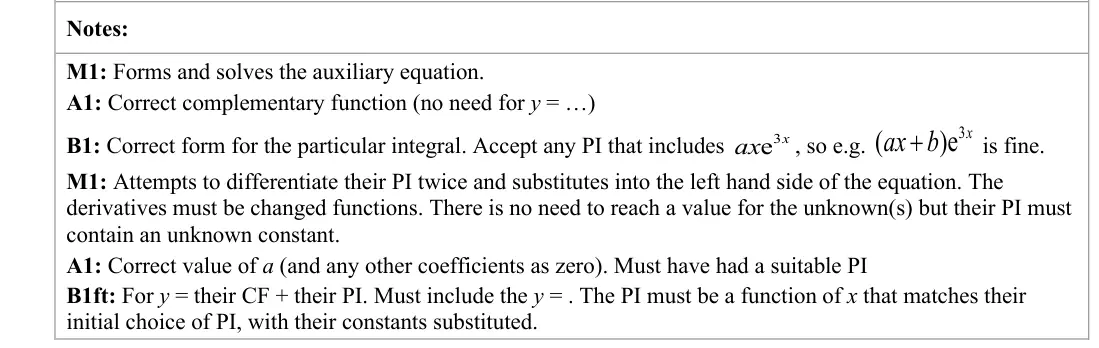 Notes:
M1: Forms and solves the auxiliary equation.
A1: Correct complementary function (no need for y = …)
B1: Correct form for the particular integral. Accept any PI that includes axe^{3x} , so e.g. (ax+b)e^{3x} is fine.
M1: Attempts to differentiate their PI twice and substitutes into the left hand side of the equation. The
derivatives must be changed functions. There is no need to reach a value for the unknown(s) but their PI must
contain an unknown constant.
A1: Correct value of a (and any other coefficients as zero). Must have had a suitable PI
B1ft: For y = their CF + their PI. Must include the y = . The PI must be a function of x that matches their
initial choice of PI, with their constants substituted.